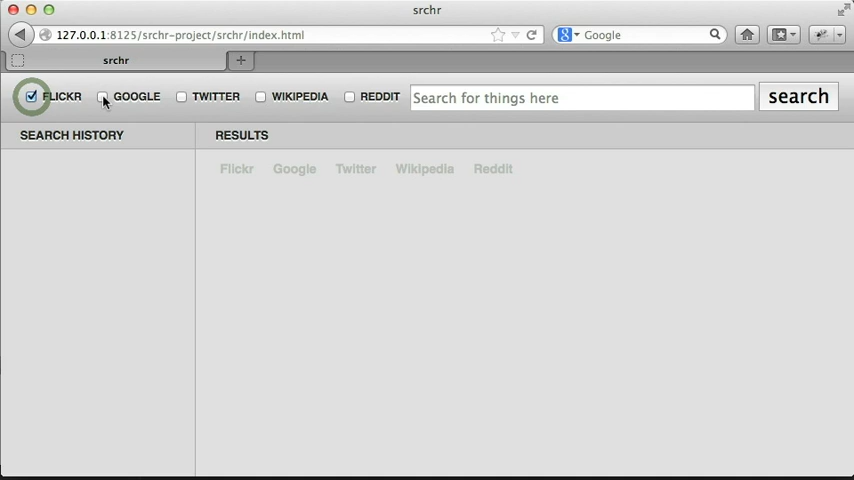 srchr
127.0.0.1:8125/srchr-project/srchr/index.html
Google
srchr
FLICKR GOOGLE TWITTER WIKIPEDIA REDDIT Search for things here search
SEARCH HISTORY RESULTS
Flickr Google Twitter Wikipedia Reddit